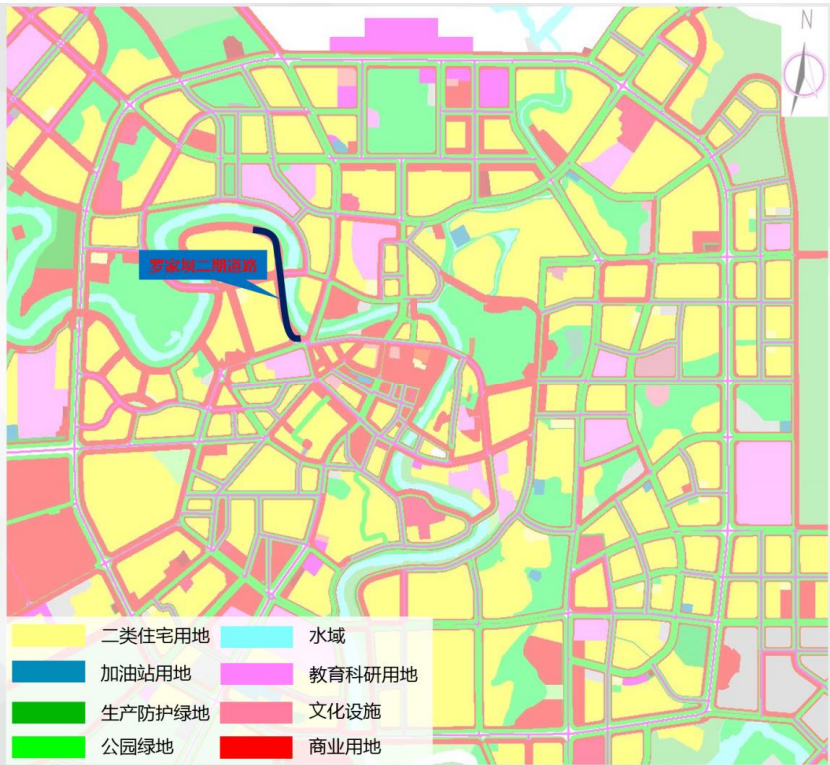 N
罗家坝二期道路
二类住宅用地
水域
加油站用地
教育科研用地
生产防护绿地
文化设施
公园绿地
商业用地